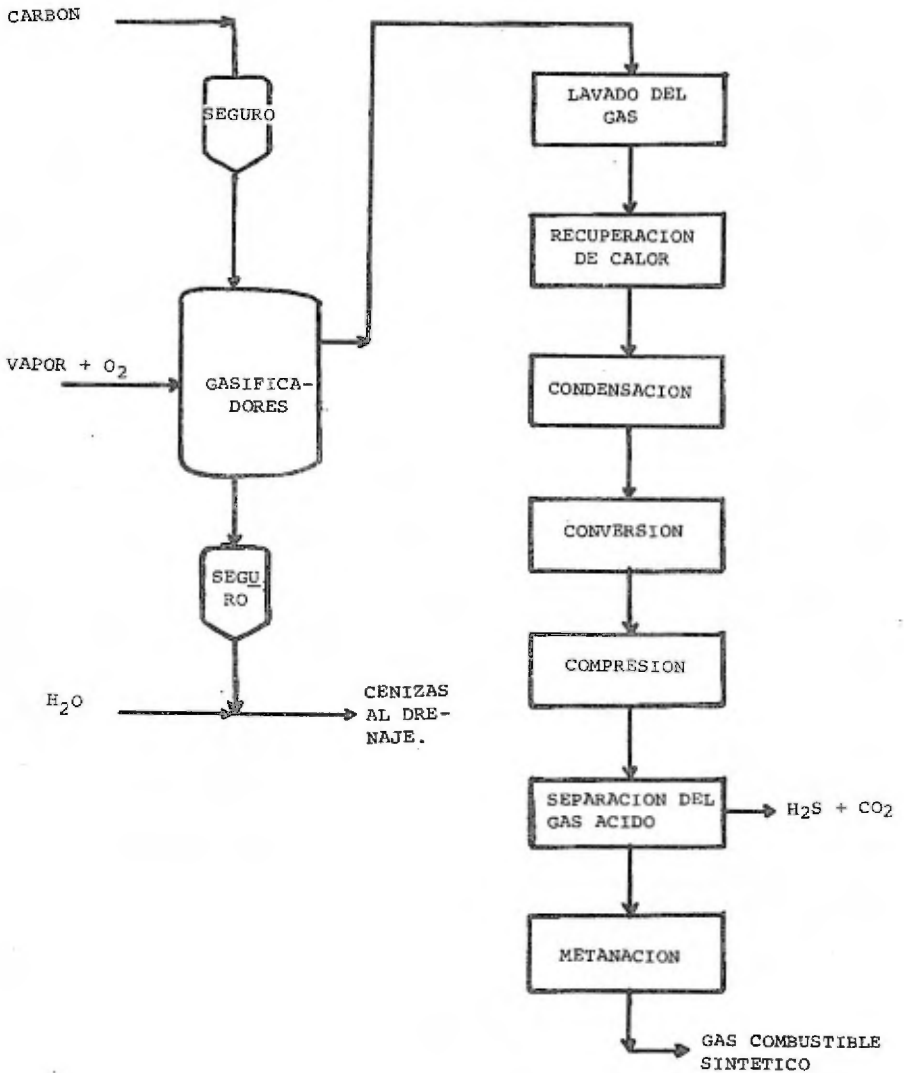 CARBON
SEGURO
VAPOR + O₂
GASIFICA-
DORES
SEGU
RO
H₂O
CENIZAS
AL DRE-
NAJE.
LAVADO DEL
GAS
RECUPERACION
DE CALOR
CONDENSACION
CONVERSION
COMPRESION
SEPARACION DEL
GAS ACIDO
H₂S + CO₂
METANACION
GAS COMBUSTIBLE
SINTETICO